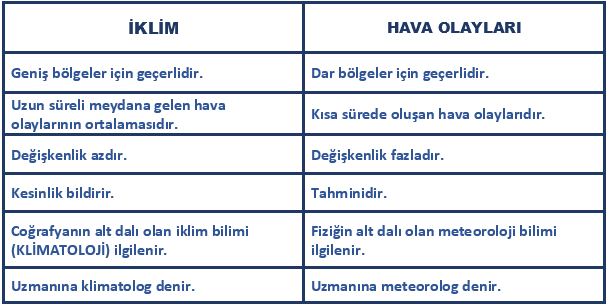 İKLİM
HAVA OLAYLARI
Geniş bölgeler için geçerlidir.
Dar bölgeler için geçerlidir.
Uzun süreli meydana gelen hava
olaylarının ortalamasıdır.
Kısa sürede oluşan hava olaylarıdır.
Değişkenlik azdır.
Değişkenlik fazladır.
Kesinlik bildirir.
Tahminidir.
Coğrafyanın alt dalı olan iklim bilimi
(KLİMATOLOJİ) ilgilenir.
Fiziğin alt dalı olan meteoroloji bilimi
ilgilenir.
Uzmanına klimatolog denir.
Uzmanına meteorolog denir.